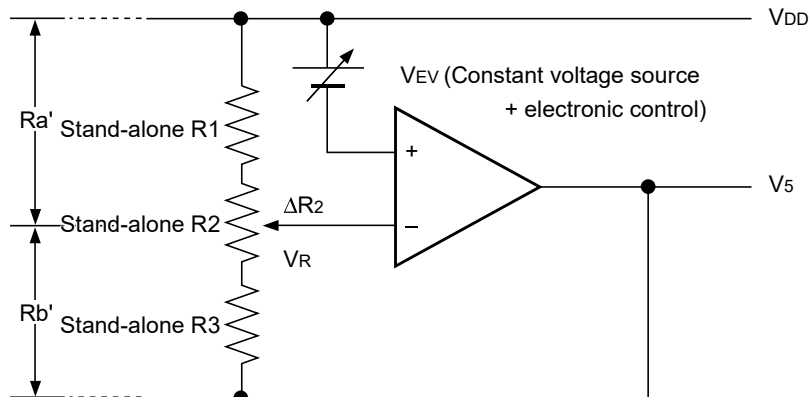 VDD
VEV (Constant voltage source
+ electronic control)
Ra'
Stand-alone R1
+
V5
ΔR2
Stand-alone R2
−
VR
Rb'
Stand-alone R3